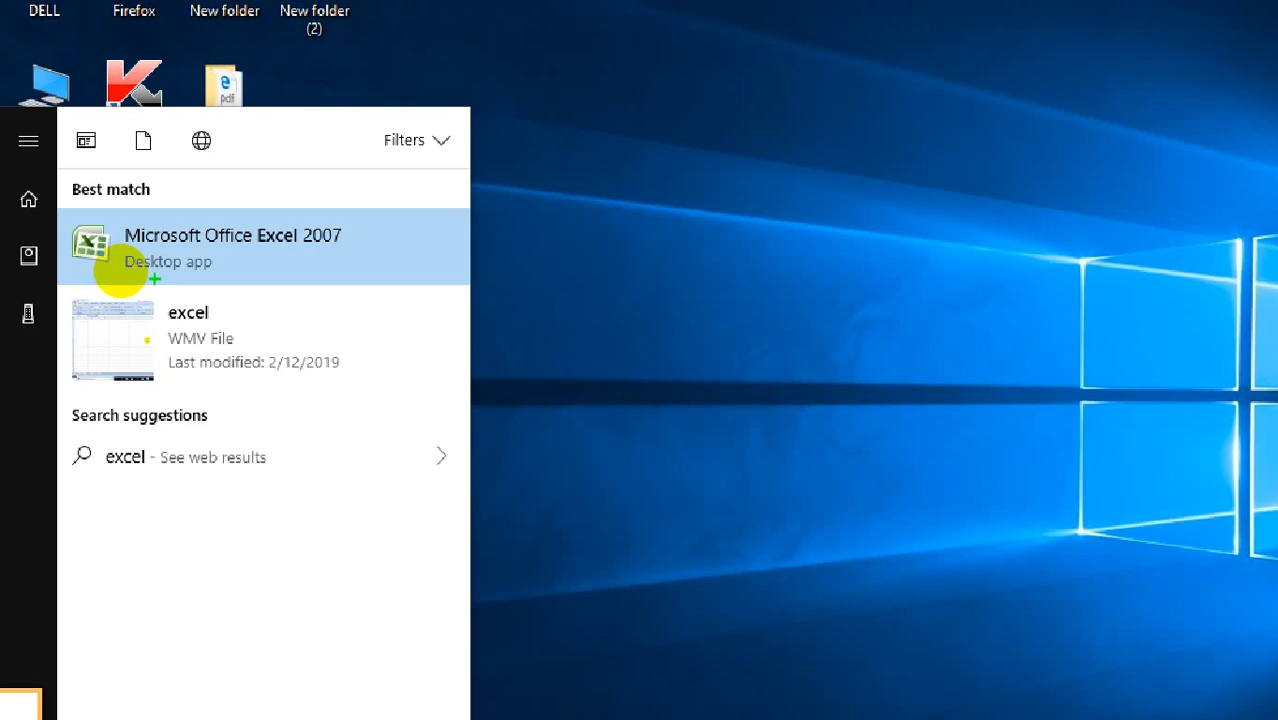 DELL
Firefox
New folder
New folder
(2)
pdf
Filters
Best match
Microsoft Office Excel 2007
Desktop app
excel
WMV File
Last modified: 2/12/2019
Search suggestions
excel - See web results